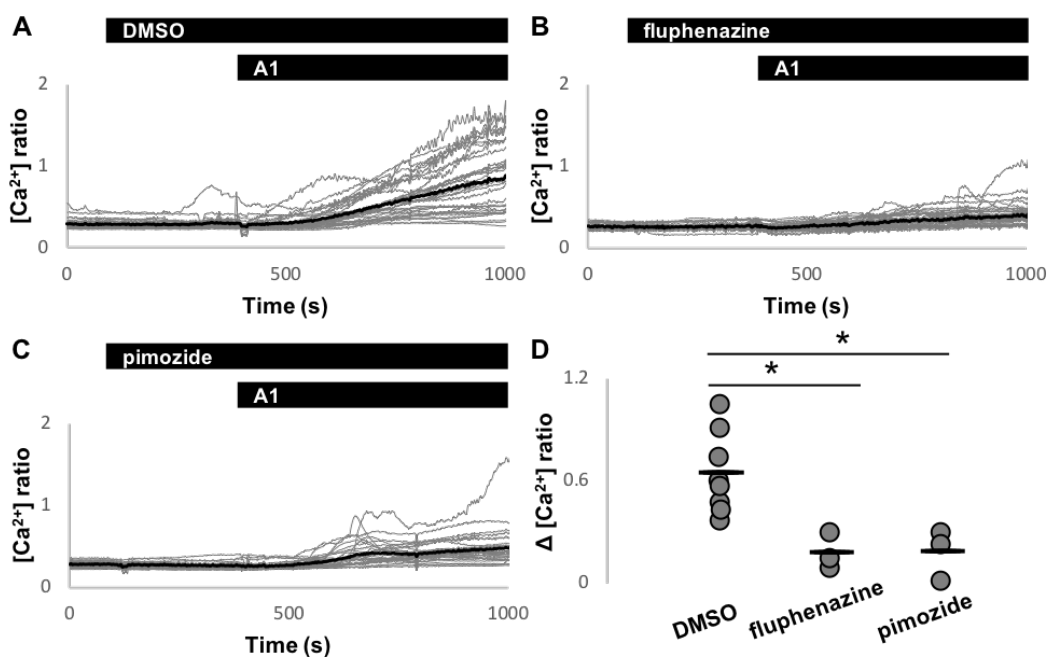 A
DMSO
A1
[Ca²⁺] ratio
2
1
0
0
500
1000
Time (s)
B
fluphenazine
A1
[Ca²⁺] ratio
2
1
0
0
500
1000
Time (s)
C
pimozide
A1
[Ca²⁺] ratio
2
1
0
0
500
1000
Time (s)
D
*
*
Δ [Ca²⁺] ratio
1.2
0.6
0
DMSO
fluphenazine
pimozide